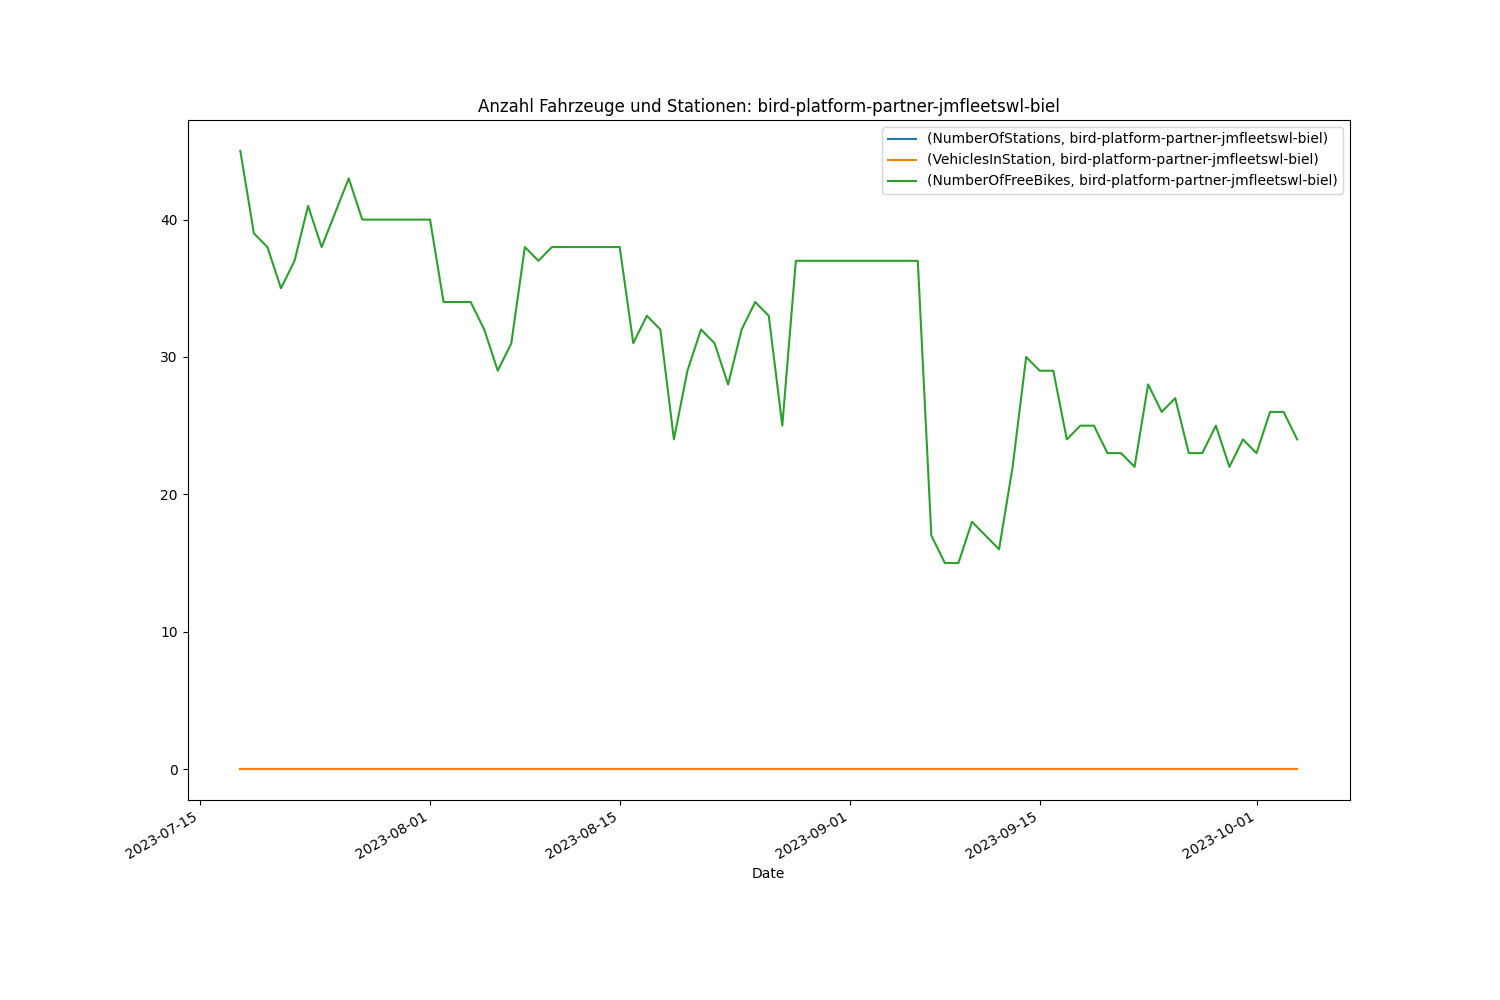 Anzahl Fahrzeuge und Stationen: bird-platform-partner-jmfleetswl-biel
(NumberOfStations, bird-platform-partner-jmfleetswl-biel)
(VehiclesInStation, bird-platform-partner-jmfleetswl-biel)
(NumberOfFreeBikes, bird-platform-partner-jmfleetswl-biel)
40
30
20
10
0
2023-07-15
2023-08-01
2023-08-15
2023-09-01
2023-09-15
2023-10-01
Date